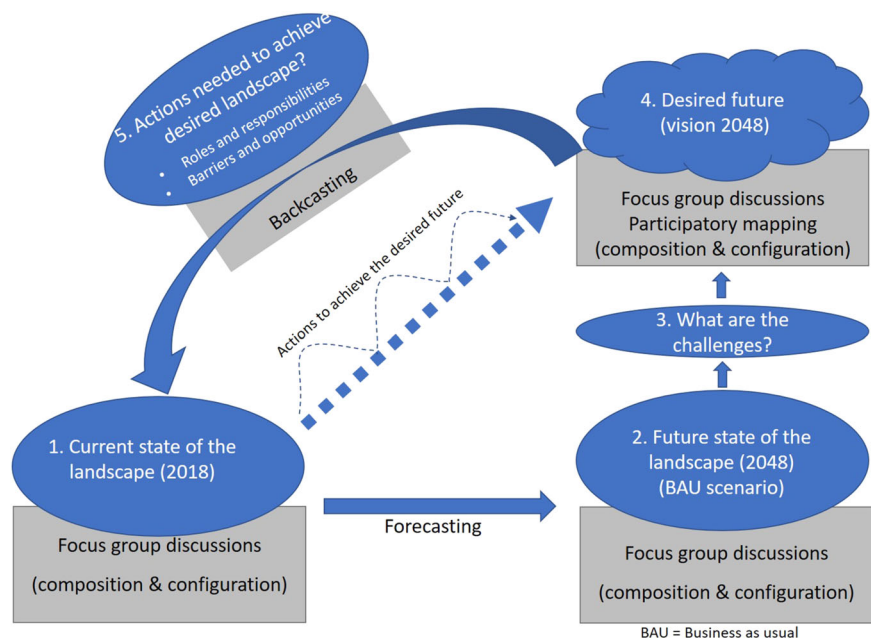 5. Actions needed to achieve
desired landscape?
• Roles and responsibilities
• Barriers and opportunities
Backcasting
4. Desired future
(vision 2048)
Focus group discussions
Participatory mapping
(composition & configuration)
Actions to achieve the desired future
3. What are the
challenges?
1. Current state of the
landscape (2018)
Focus group discussions
(composition & configuration)
Forecasting
2. Future state of the
landscape (2048)
(BAU scenario)
Focus group discussions
(composition & configuration)
BAU = Business as usual